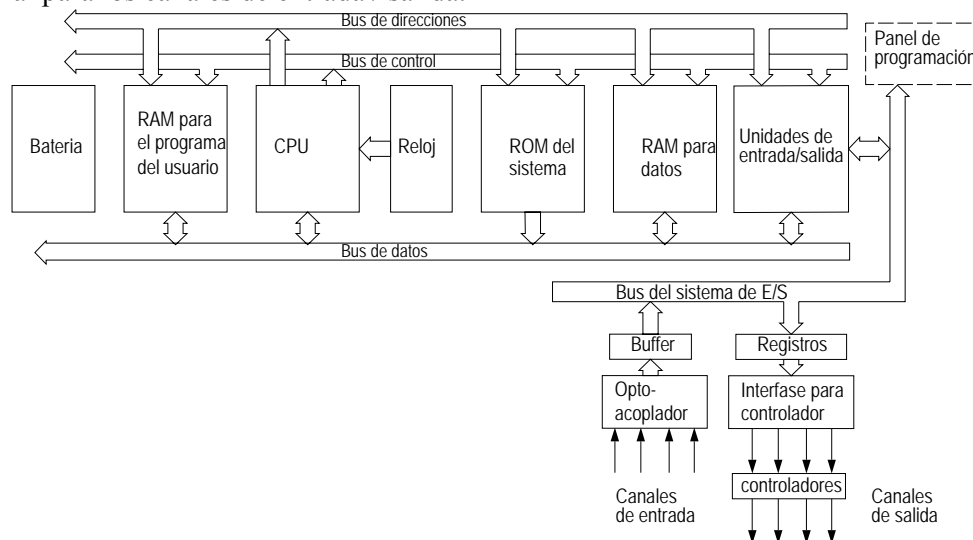 Bus de direcciones
Panel de
programación
Bus de control
Bateria
RAM para
el programa
del usuario
CPU
Reloj
ROM del
sistema
RAM para
datos
Unidades de
entrada/salida
Bus de datos
Bus del sistema de E/S
Buffer
Registros
Opto-
acoplador
Interfase para
controlador
controladores
Canales
de entrada
Canales
de salida